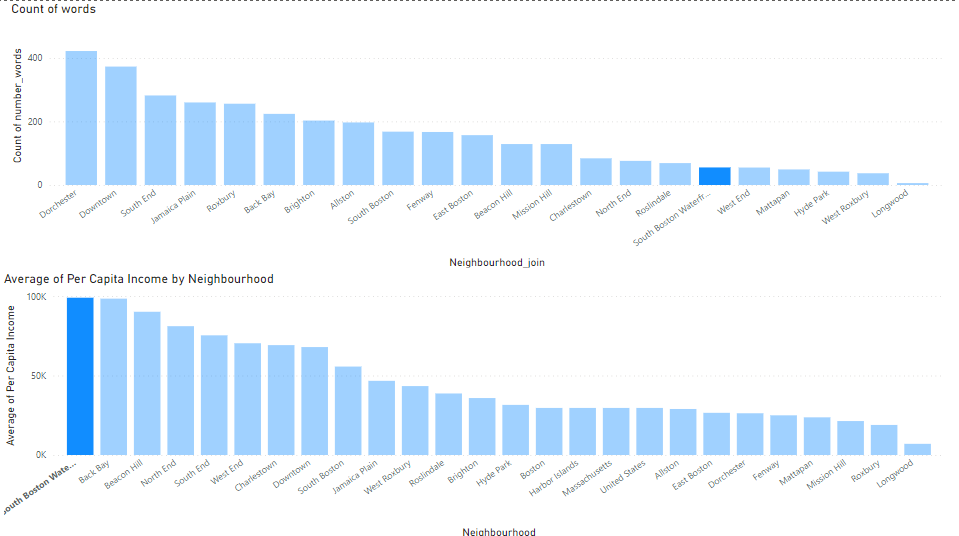 Count of words
Count of number_words
400
200
0
Dorchester
Downtown
South End
Jamaica Plain
Roxbury
Back Bay
Brighton
Allston
South Boston
Fenway
East Boston
Beacon Hill
Mission Hill
Charlestown
North End
Roslindale
South Boston Waterfr...
West End
Mattapan
Hyde Park
West Roxbury
Longwood
Neighbourhood_join
Average of Per Capita Income by Neighbourhood
Average of Per Capita Income
100K
50K
0K
South Boston Wate...
Back Bay
Beacon Hill
North End
South End
West End
Charlestown
Downtown
South Boston
Jamaica Plain
West Roxbury
Roslindale
Brighton
Hyde Park
Boston
Harbor Islands
Massachusetts
United States
Allston
East Boston
Dorchester
Fenway
Mattapan
Mission Hill
Roxbury
Longwood
Neighbourhood